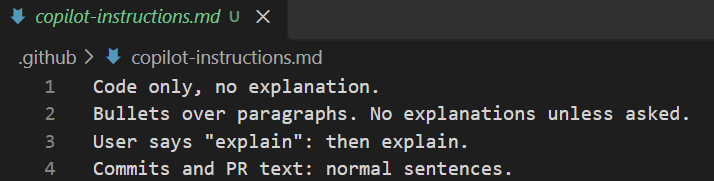 copilot-instructions.md U
.github > copilot-instructions.md
1 Code only, no explanation.
2 Bullets over paragraphs. No explanations unless asked.
3 User says "explain": then explain.
4 Commits and PR text: normal sentences.